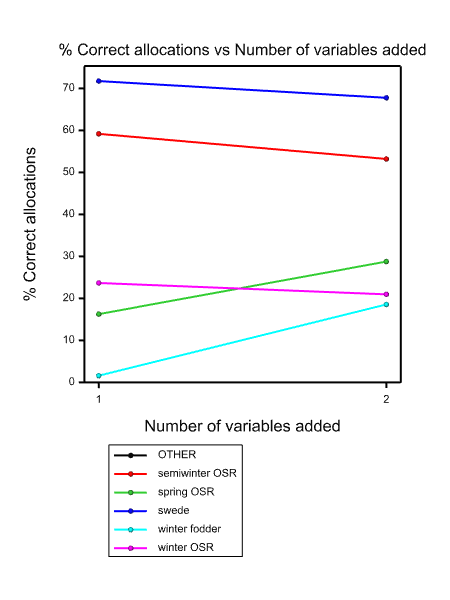 % Correct allocations vs Number of variables added
% Correct allocations
70
60
50
40
30
20
10
0
1 2
Number of variables added
OTHER
semiwinter OSR
spring OSR
swede
winter fodder
winter OSR